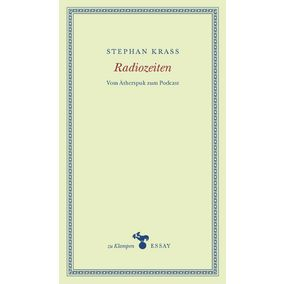 STEPHAN KRASS
Radiozeiten
Vom Ätherspuk zum Podcast
zu Klampen ESSAY